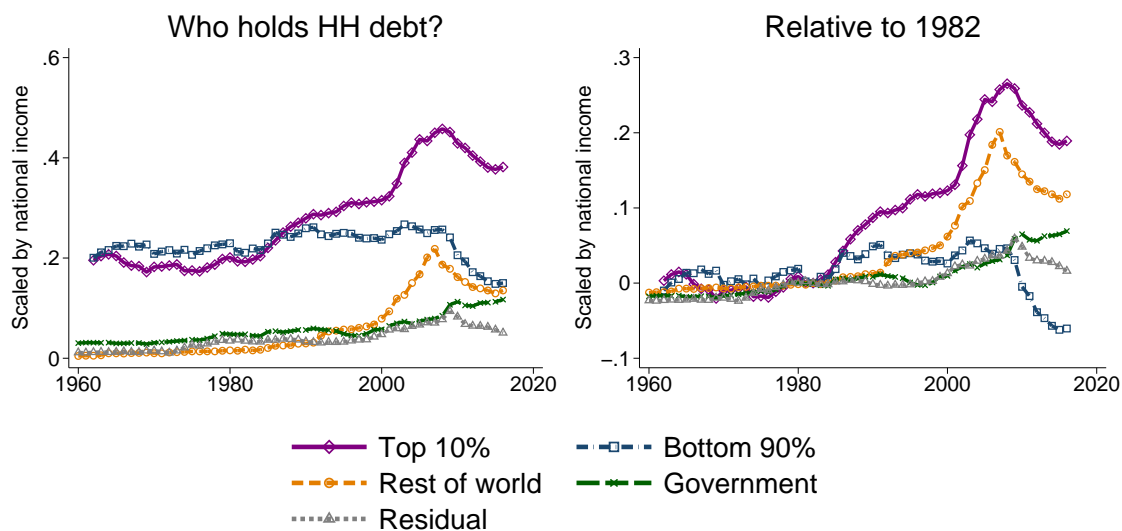 Who holds HH debt?
Scaled by national income
.6
.4
.2
0
1960 1980 2000 2020
Relative to 1982
Scaled by national income
.3
.2
.1
0
−.1
1960 1980 2000 2020
Top 10% Bottom 90%
Rest of world Government
Residual